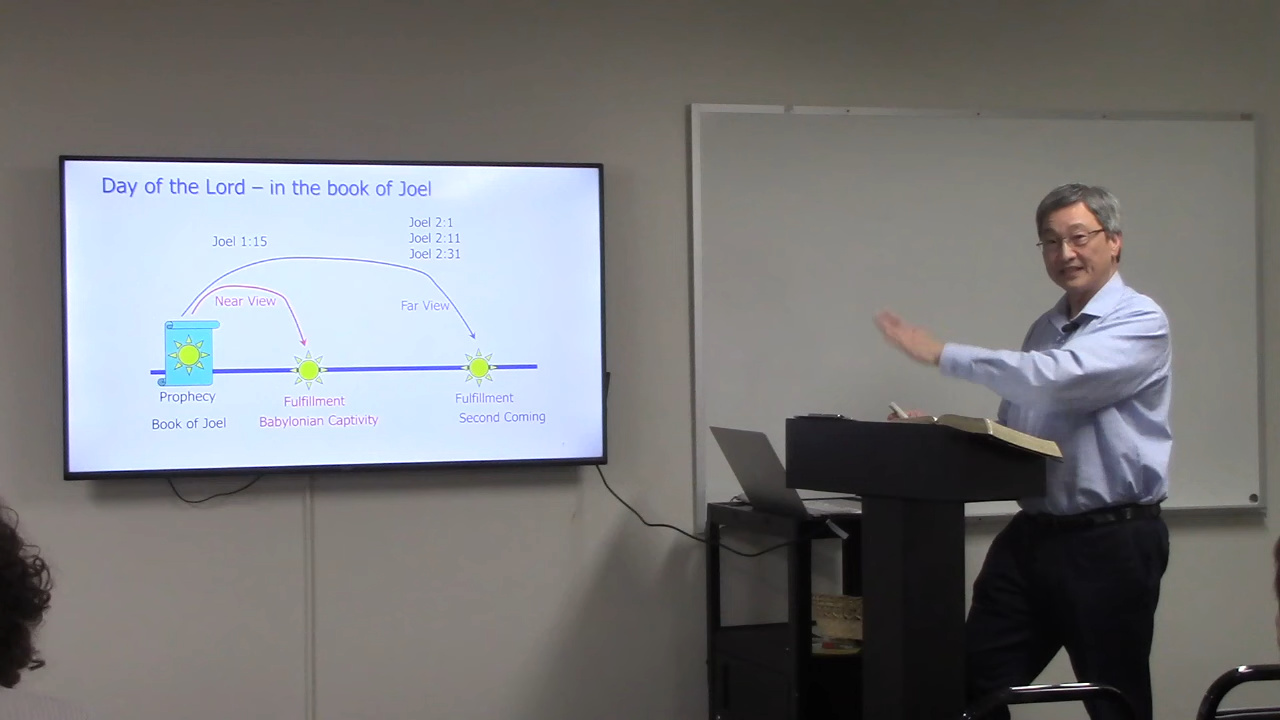 Day of the Lord – in the book of Joel
Joel 1:15
Joel 2:1
Joel 2:11
Joel 2:31
Near View
Far View
Prophecy
Book of Joel
Fulfillment
Babylonian Captivity
Fulfillment
Second Coming